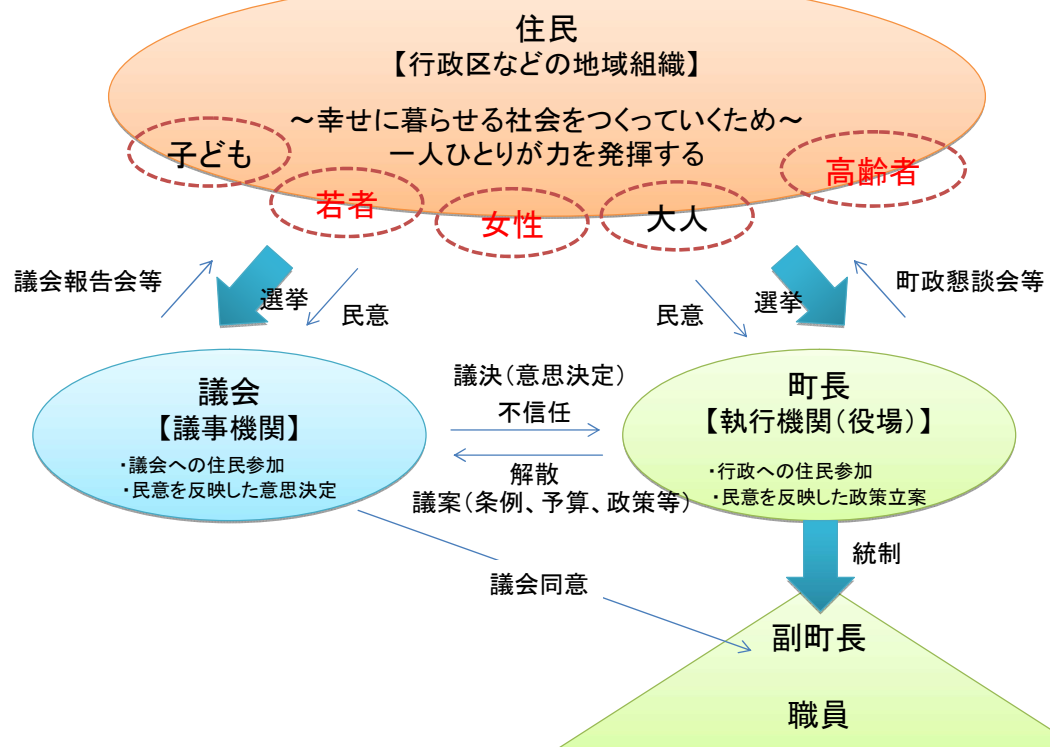 住民
【行政区などの地域組織】
～幸せに暮らせる社会をつくっていくため～
一人ひとりが力を発揮する
子ども
若者
女性
大人
高齢者
議会報告会等
選挙
民意
民意
選挙
町政懇談会等
議会
【議事機関】
・議会への住民参加
・民意を反映した意思決定
議決（意思決定）
不信任
解散
議案（条例、予算、政策等）
町長
【執行機関（役場）】
・行政への住民参加
・民意を反映した政策立案
統制
議会同意
副町長
職員